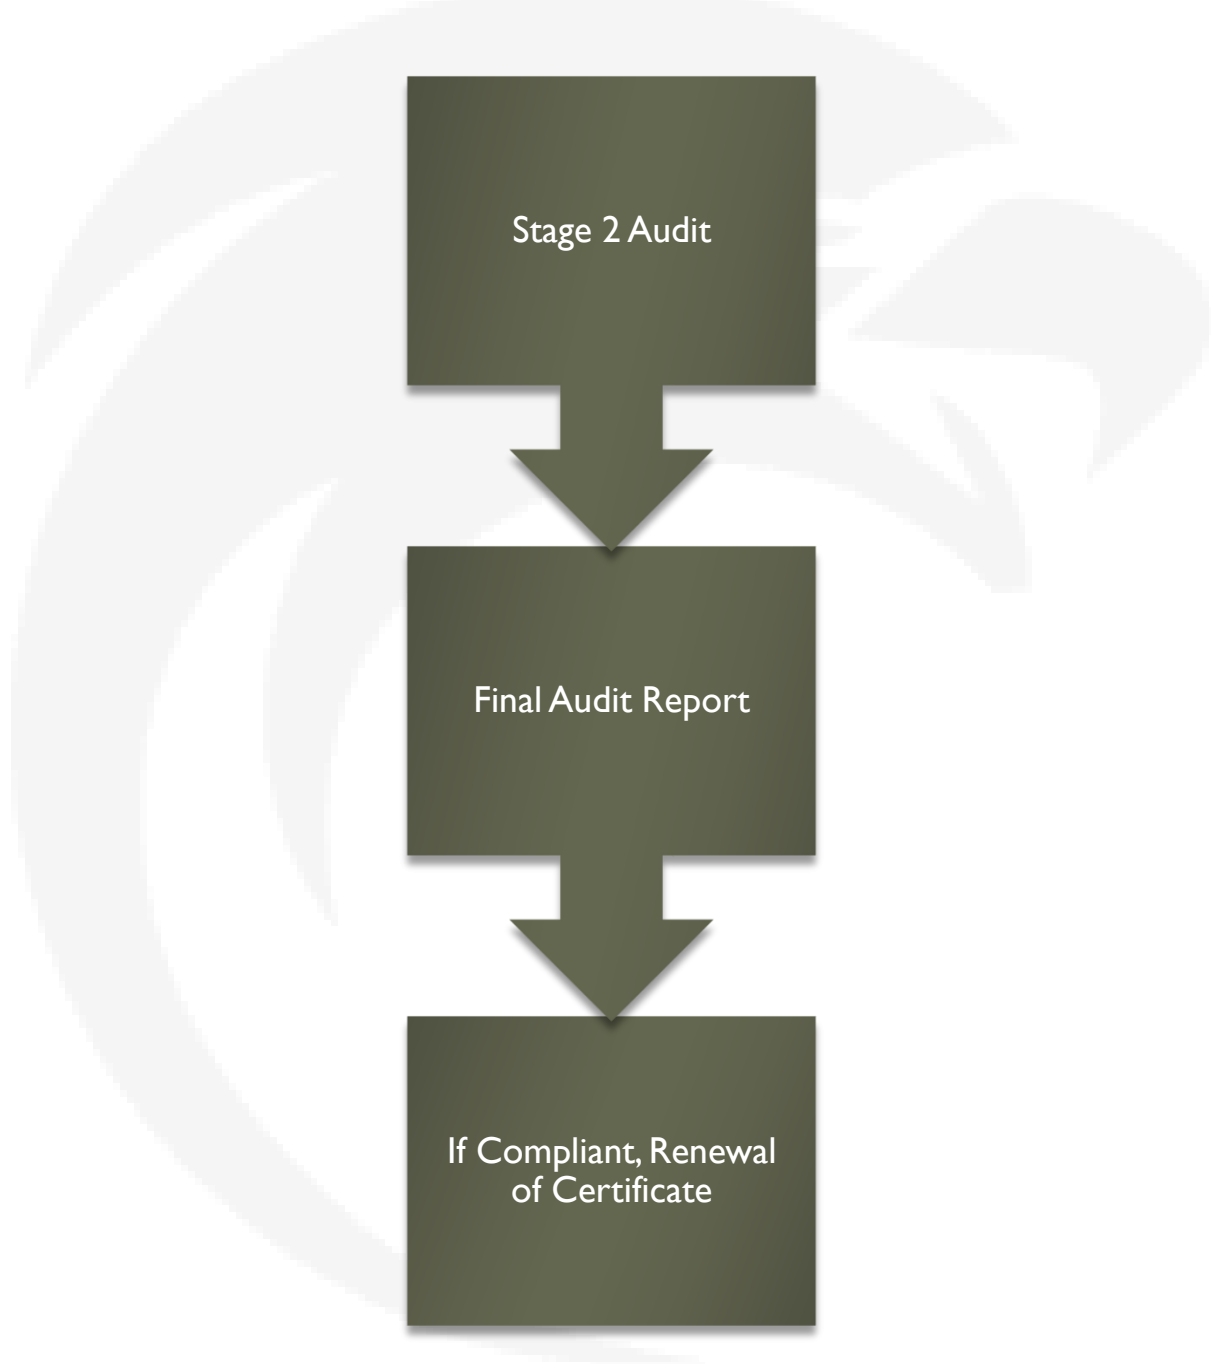 Stage 2 Audit
Final Audit Report
If Compliant, Renewal
of Certificate